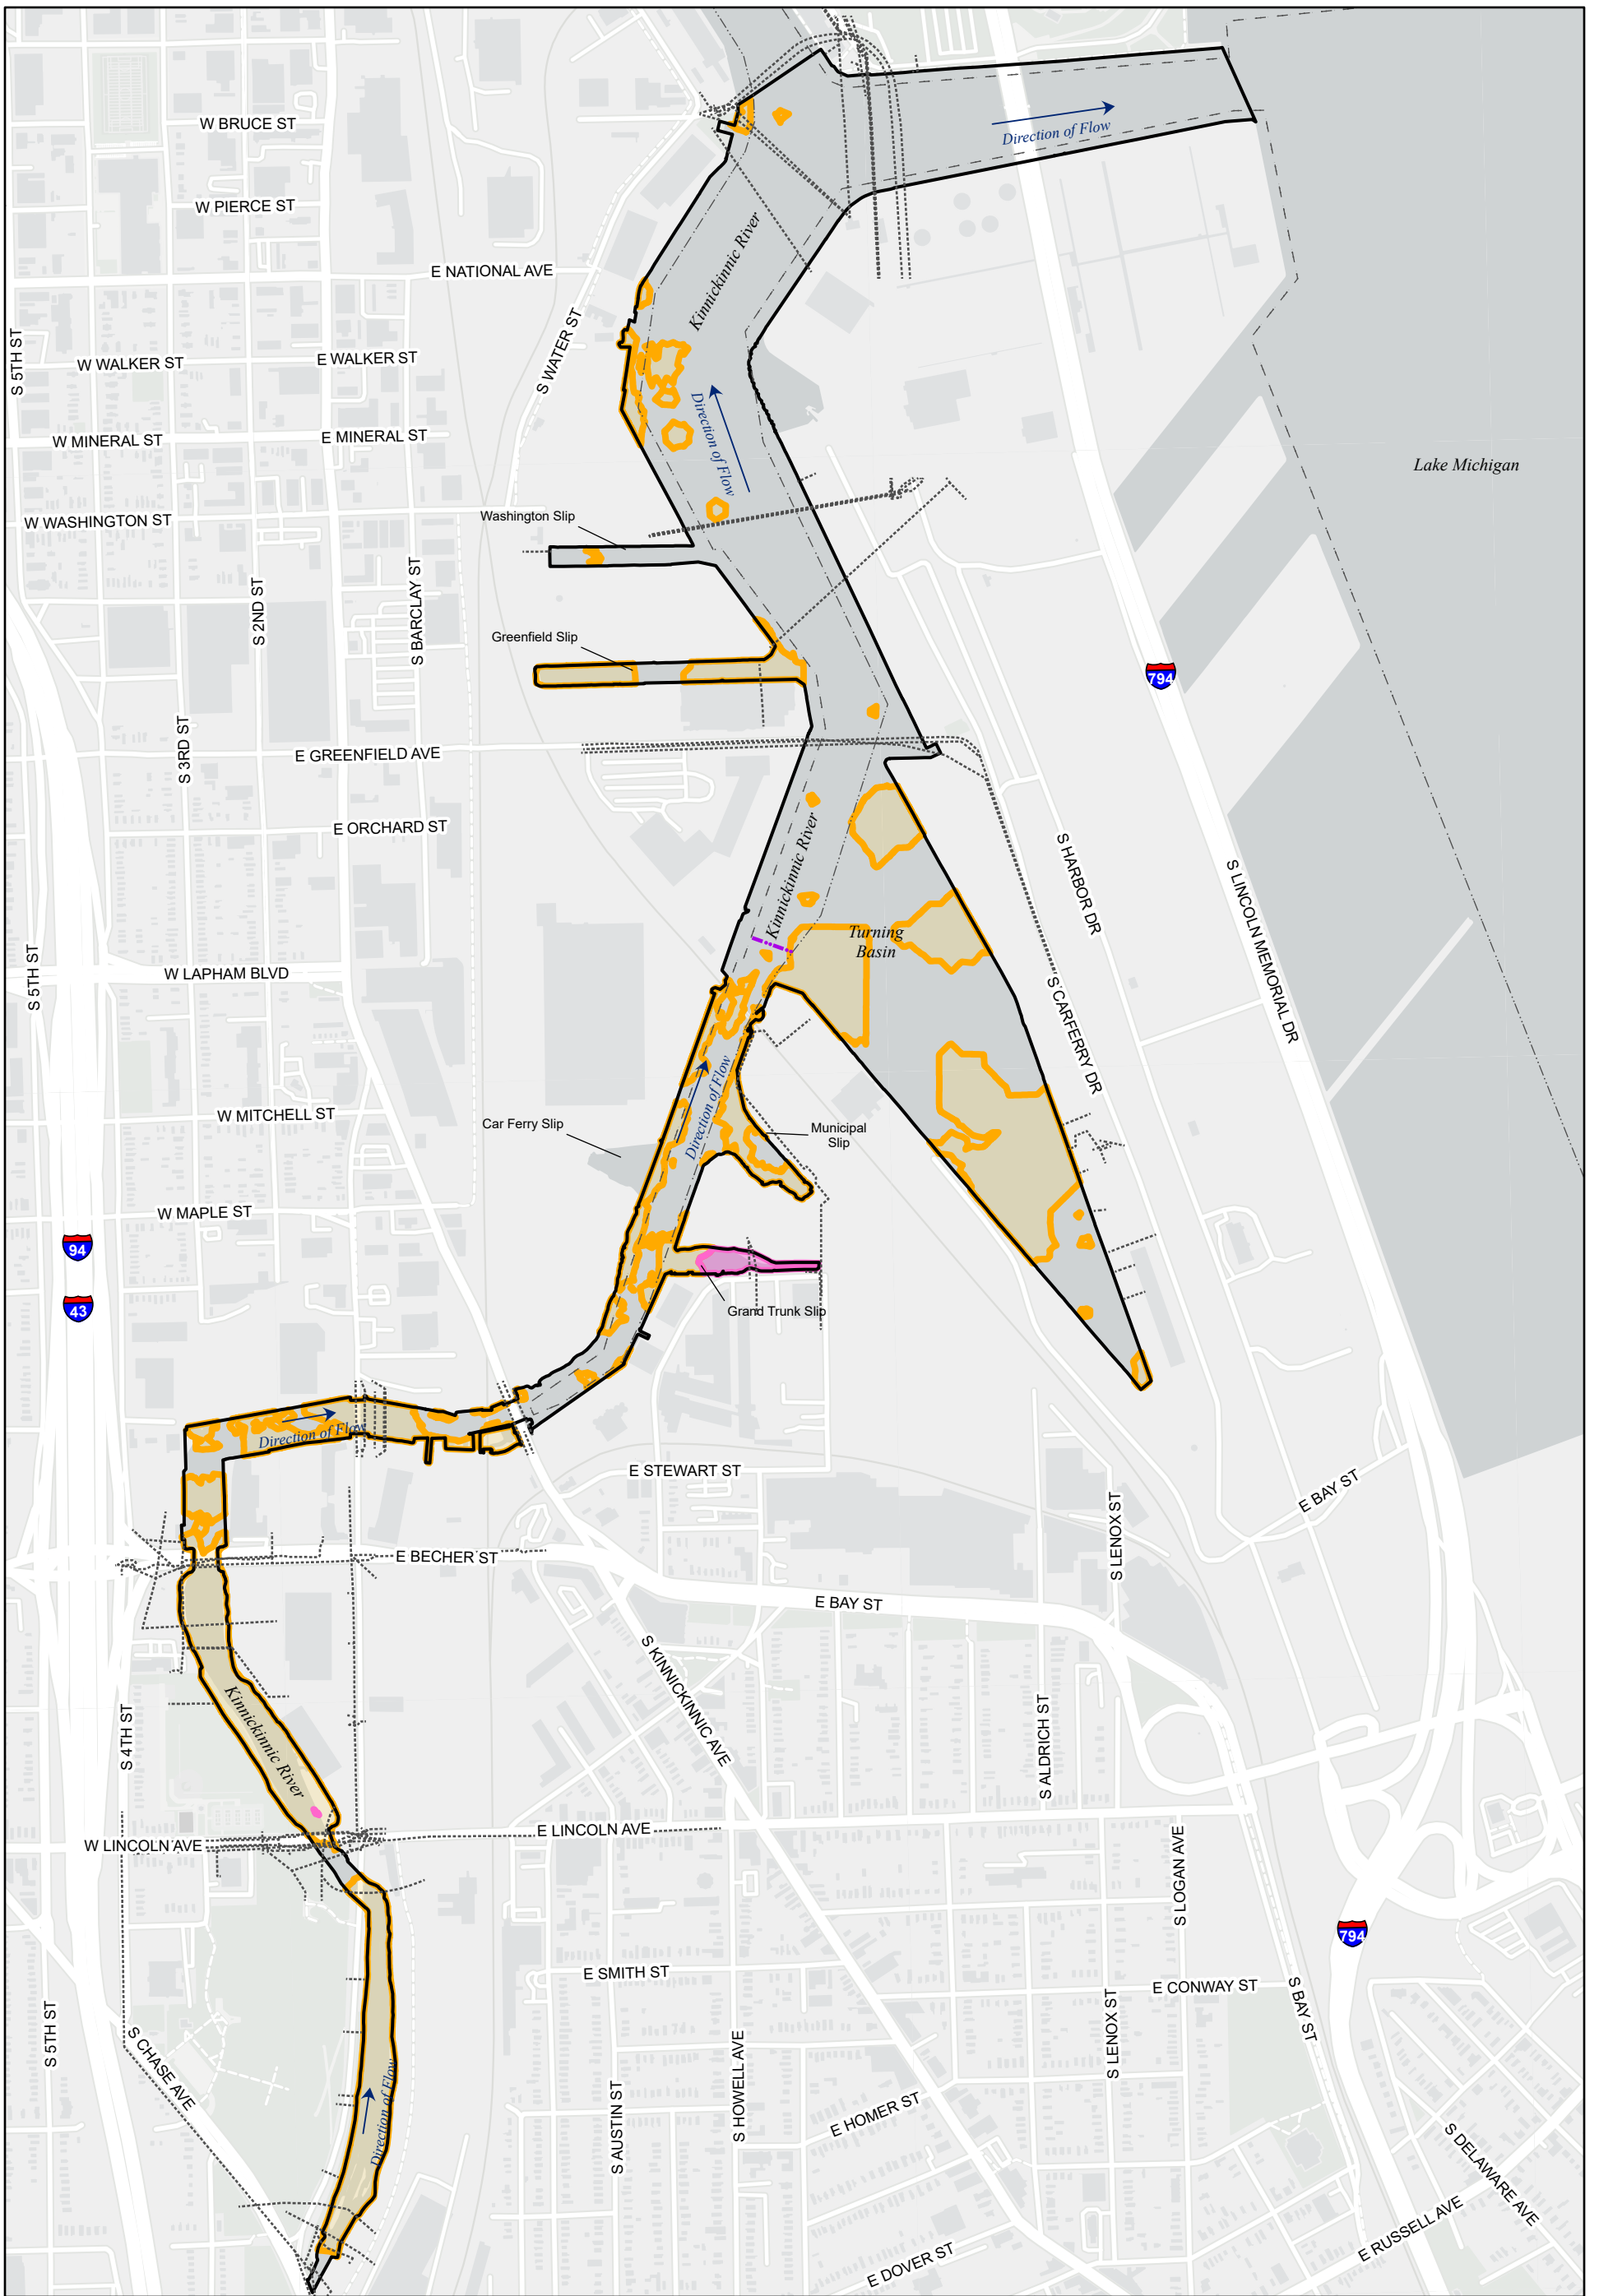 W BRUCE ST
Direction of Flow
W PIERCE ST
Kinnickinnic River
E NATIONAL AVE
S WATER ST
S 5TH ST
W WALKER ST
E WALKER ST
Direction of Flow
W MINERAL ST
E MINERAL ST
Lake Michigan
W WASHINGTON ST
Washington Slip
S 2ND ST
S BARCLAY ST
Greenfield Slip
794
S 3RD ST
E GREENFIELD AVE
E ORCHARD ST
Kinnickinnic River
S HARBOR DR
S LINCOLN MEMORIAL DR
Turning
Basin
S 5TH ST
W LAPHAM BLVD
S CARFERRY DR
Direction of Flow
W MITCHELL ST
Car Ferry Slip
Municipal
Slip
W MAPLE ST
94
43
Grand Trunk Slip
Direction of Flow
E STEWART ST
E BAY ST
S LENOX ST
E BECHER ST
E BAY ST
S KINNICKINNIC AVE
Kinnickinnic River
S 4TH ST
S ALDRICH ST
W LINCOLN AVE
E LINCOLN AVE
S LOGAN AVE
794
E SMITH ST
E CONWAY ST
S BAY ST
S 5TH ST
S CHASE AVE
S LENOX ST
S HOWELL AVE
S AUSTIN ST
Direction of Flow
E HOMER ST
S DELAWARE AVE
E RUSSELL AVE
E DOVER ST